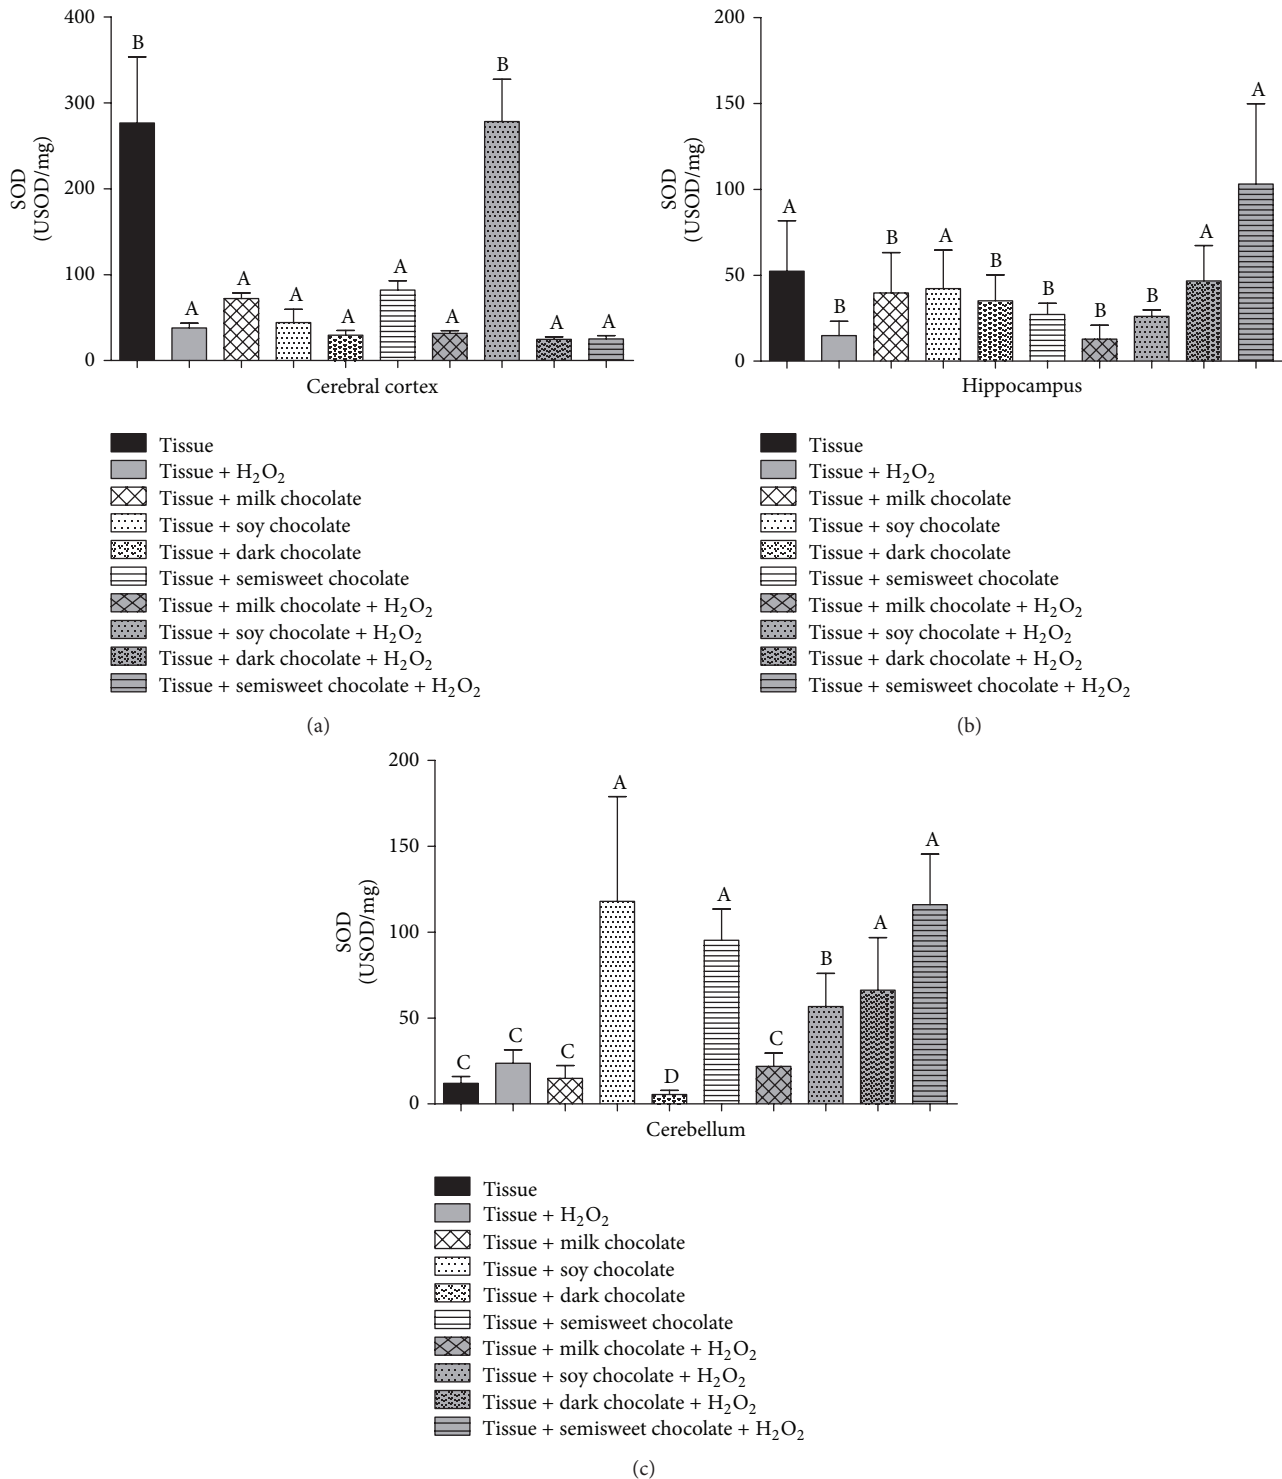 SOD
(USOD/mg)
400
300
200
100
0
B
A
A
A
A
A
A
B
A
A
Cerebral cortex
Tissue
Tissue + H₂O₂
Tissue + milk chocolate
Tissue + soy chocolate
Tissue + dark chocolate
Tissue + semisweet chocolate
Tissue + milk chocolate + H₂O₂
Tissue + soy chocolate + H₂O₂
Tissue + dark chocolate + H₂O₂
Tissue + semisweet chocolate + H₂O₂
(a)
SOD
(USOD/mg)
200
150
100
50
0
A
B
B
A
B
B
B
B
A
A
Hippocampus
Tissue
Tissue + H₂O₂
Tissue + milk chocolate
Tissue + soy chocolate
Tissue + dark chocolate
Tissue + semisweet chocolate
Tissue + milk chocolate + H₂O₂
Tissue + soy chocolate + H₂O₂
Tissue + dark chocolate + H₂O₂
Tissue + semisweet chocolate + H₂O₂
(b)
SOD
(USOD/mg)
200
150
100
50
0
C
C
C
A
D
A
C
B
A
A
Cerebellum
Tissue
Tissue + H₂O₂
Tissue + milk chocolate
Tissue + soy chocolate
Tissue + dark chocolate
Tissue + semisweet chocolate
Tissue + milk chocolate + H₂O₂
Tissue + soy chocolate + H₂O₂
Tissue + dark chocolate + H₂O₂
Tissue + semisweet chocolate + H₂O₂
(c)